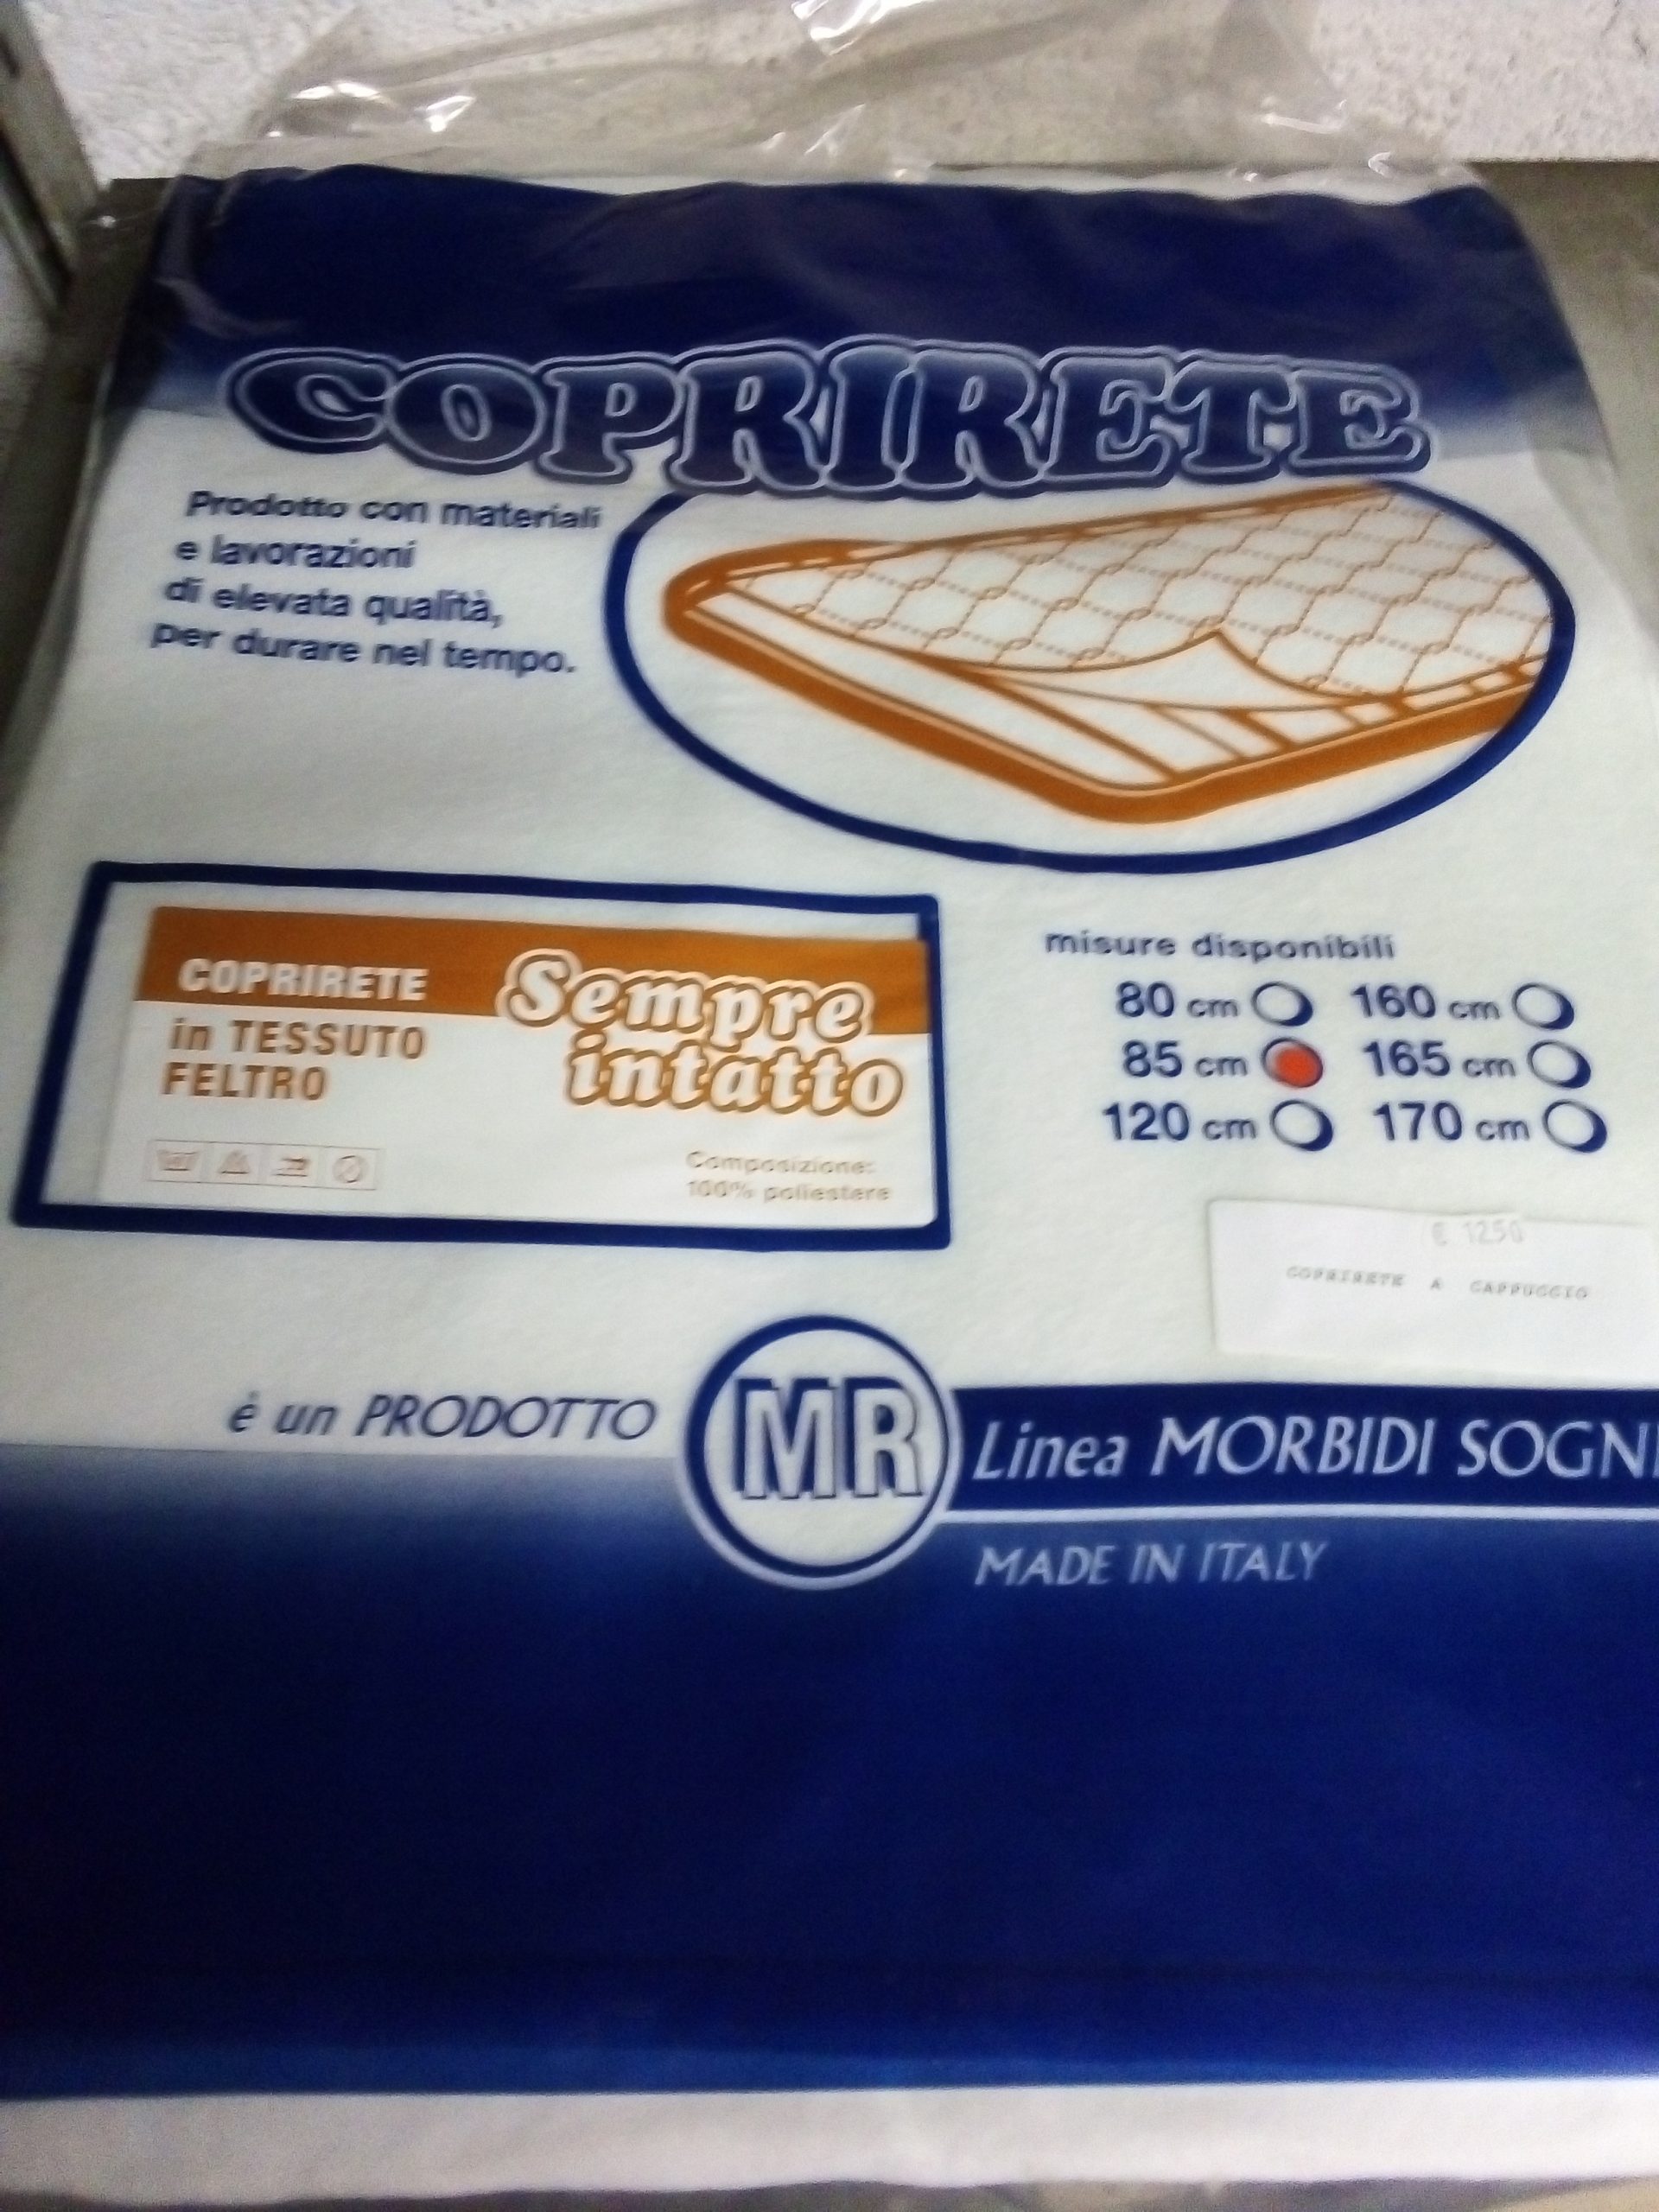 COPRIRETE
Prodotto con materiali
e lavorazioni
di elevata qualità,
per durare nel tempo.
COPRIRETE
in TESSUTO
FELTRO
Sempre
intatto
Composizione:
100% poliestere
misure disponibili
80 cm 160 cm
85 cm 165 cm
120 cm 170 cm
€ 1250
COPRIRETE A CAPPUCCIO
è un PRODOTTO
MR
Linea MORBIDI SOGNI
MADE IN ITALY